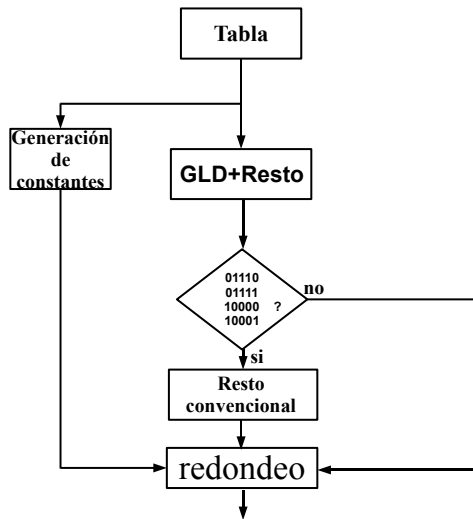 Tabla
Generación
de
constantes
GLD+Resto
01110
01111
10000 ?
10001
no
si
Resto
convencional
redondeo